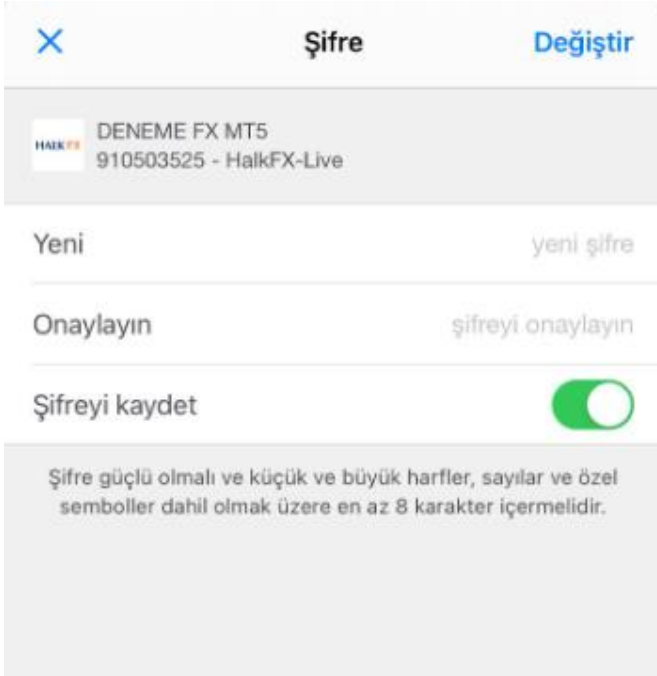 Şifre
Değiştir
HALKFX
DENEME FX MT5
910503525 - HalkFX-Live
Yeni
yeni şifre
Onaylayın
şifreyi onaylayın
Şifreyi kaydet
Şifre güçlü olmalı ve küçük ve büyük harfler, sayılar ve özel
semboller dahil olmak üzere en az 8 karakter içermelidir.